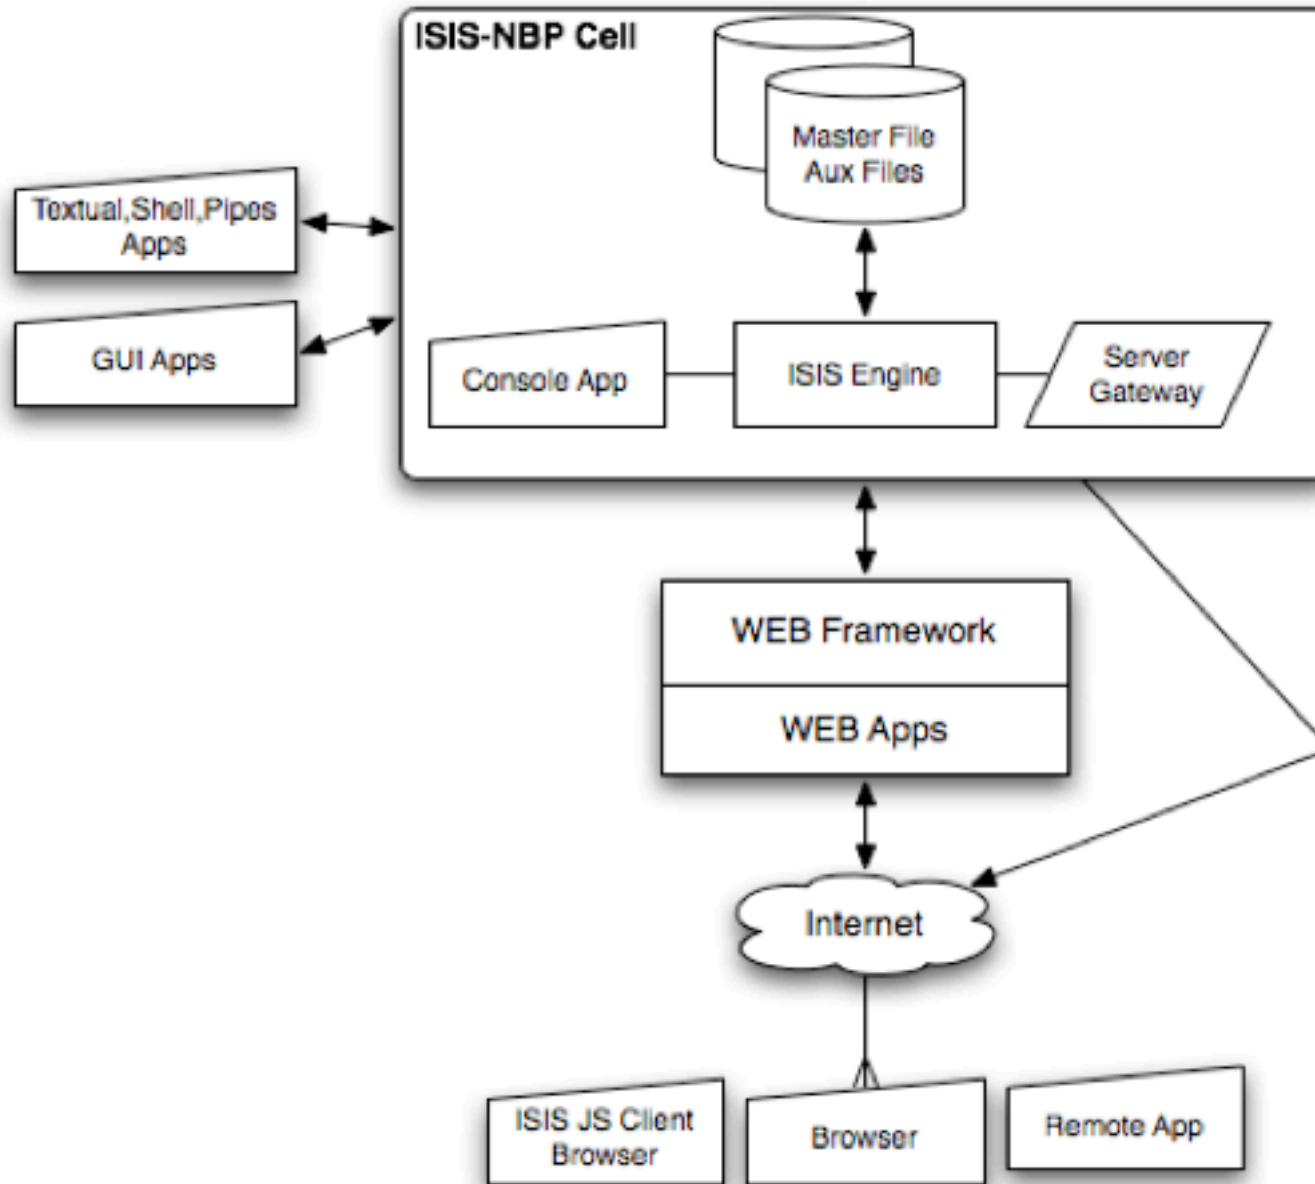 ISIS-NBP Cell
Master File
Aux Files
Textual,Shell,Pipes
Apps
GUI Apps
Console App
ISIS Engine
Server
Gateway
WEB Framework
WEB Apps
Internet
ISIS JS Client
Browser
Browser
Remote App